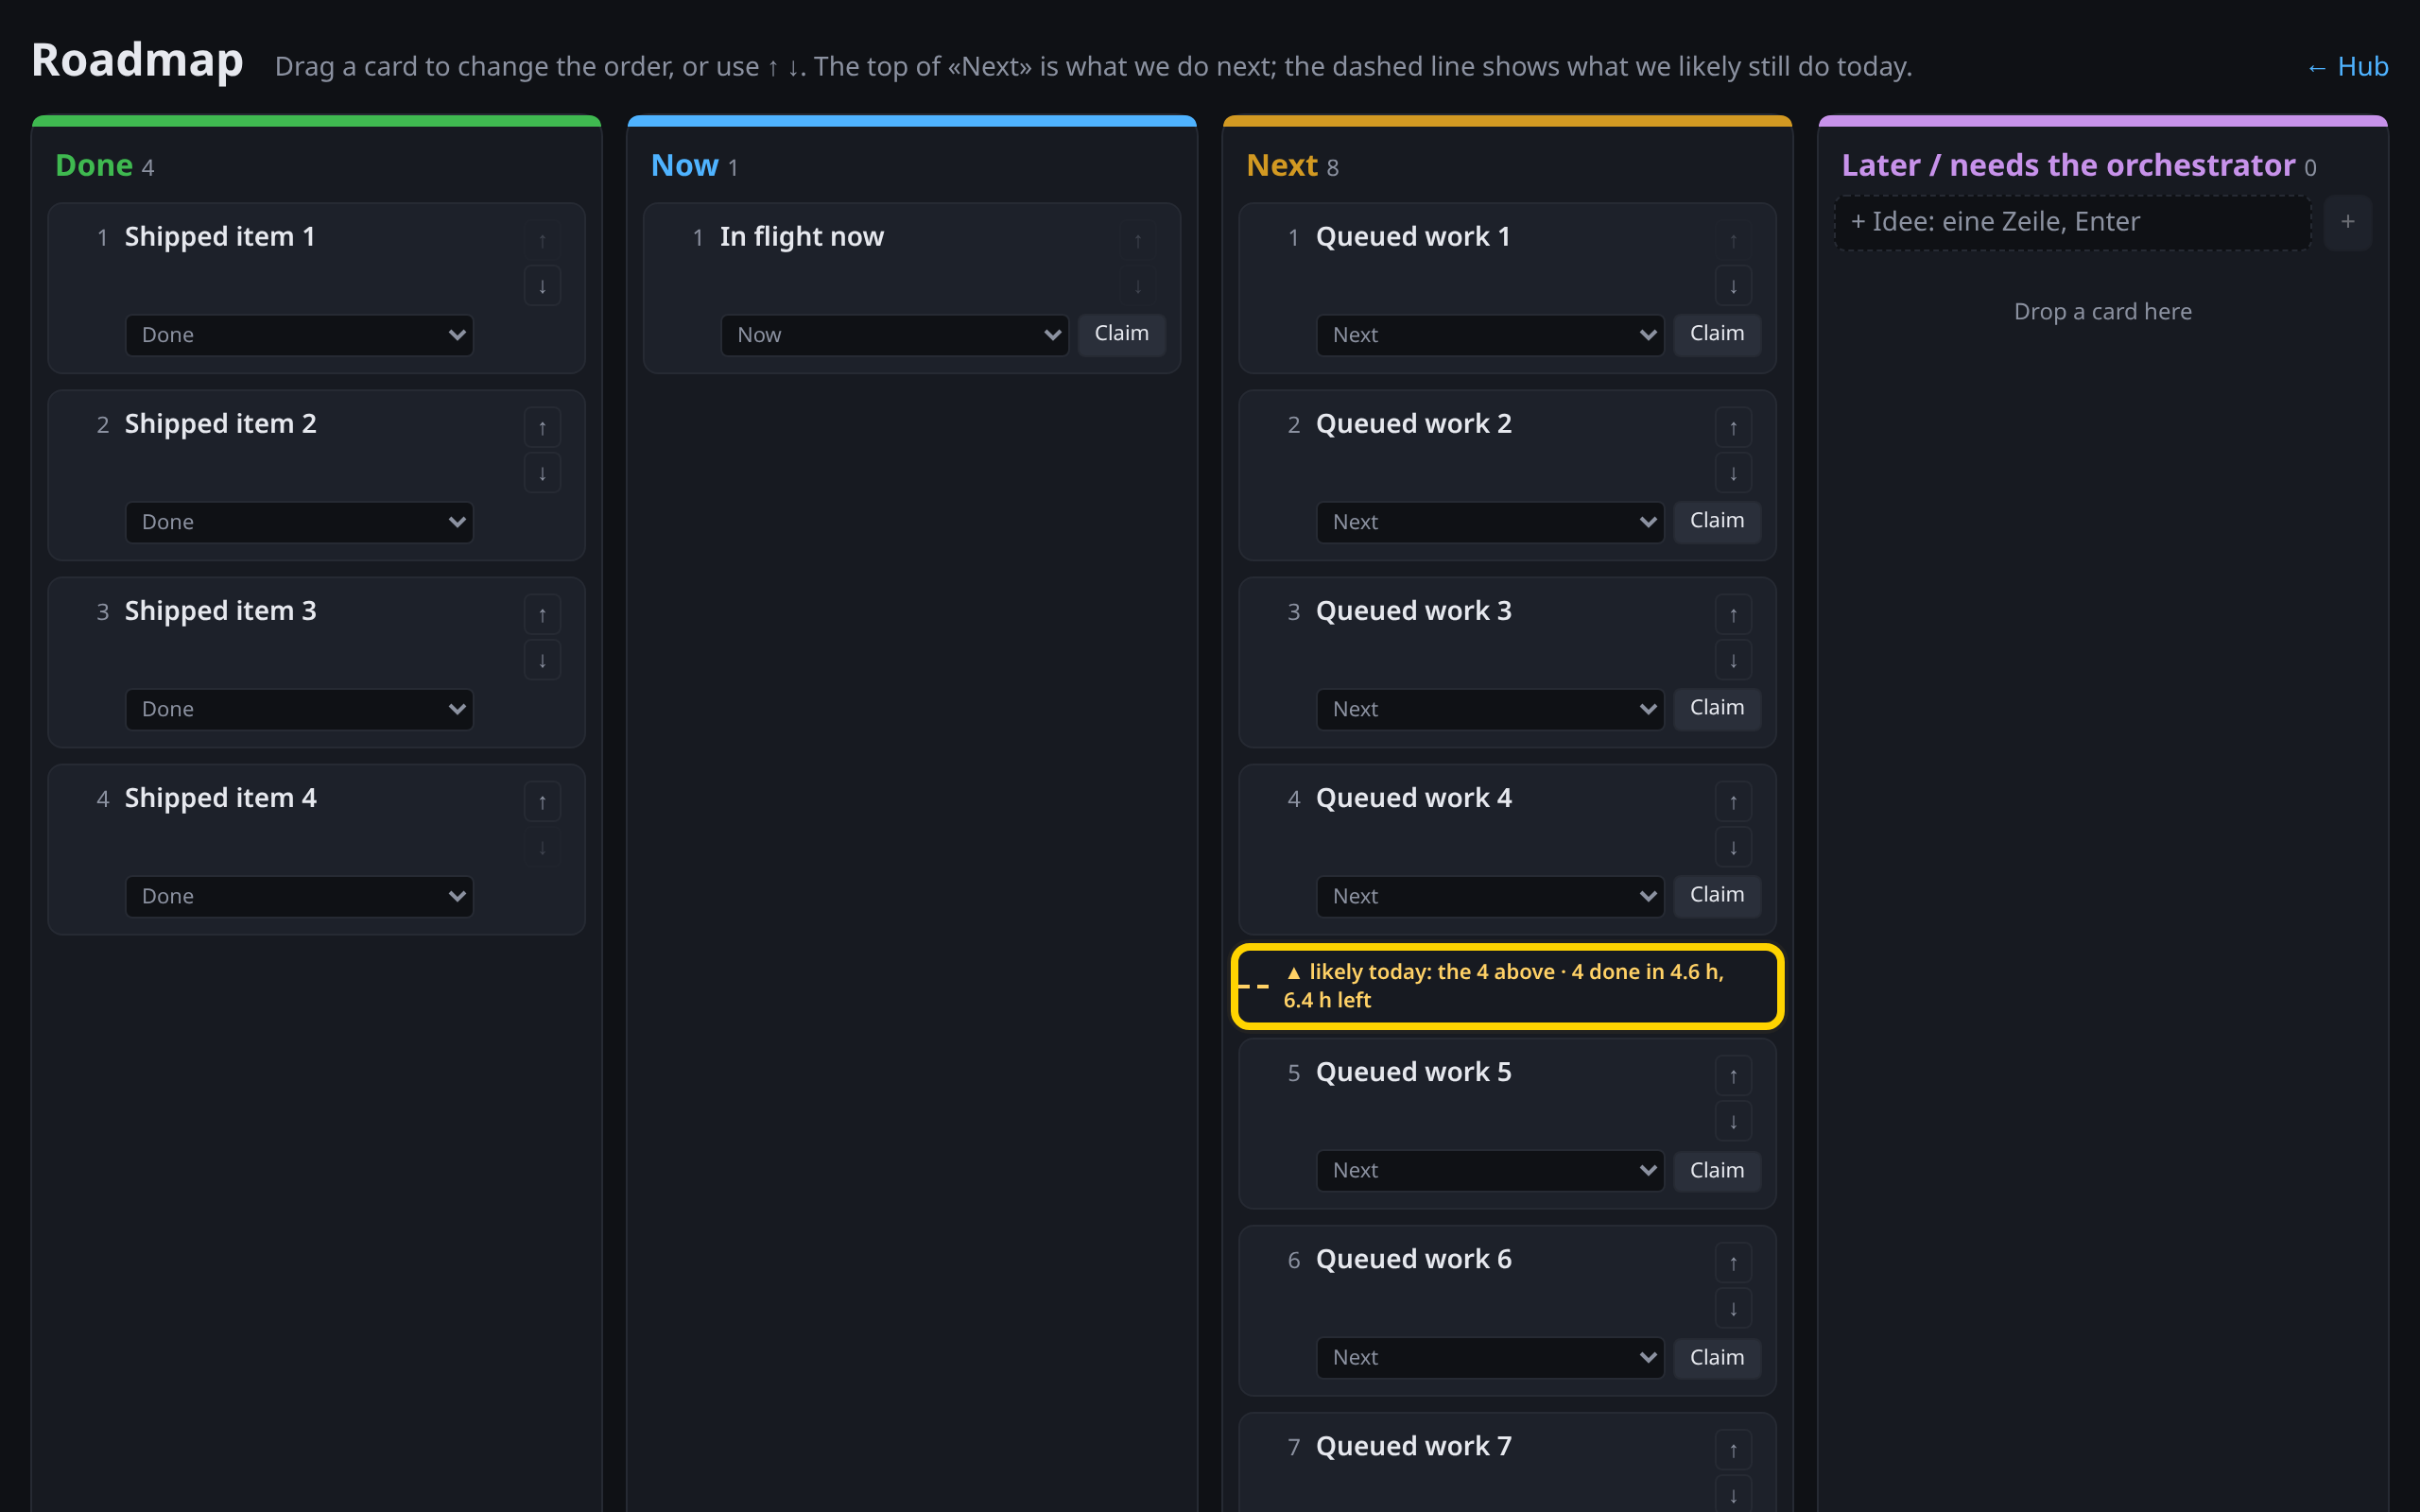 Roadmap
Drag a card to change the order, or use ↑ ↓. The top of «Next» is what we do next; the dashed line shows what we likely still do today.
← Hub
Done 4
1 Shipped item 1
↑
↓
Done
2 Shipped item 2
↑
↓
Done
3 Shipped item 3
↑
↓
Done
4 Shipped item 4
↑
↓
Done
Now 1
1 In flight now
↑
↓
Now
Claim
Next 8
1 Queued work 1
↑
↓
Next
Claim
2 Queued work 2
↑
↓
Next
Claim
3 Queued work 3
↑
↓
Next
Claim
4 Queued work 4
↑
↓
Next
Claim
▲ likely today: the 4 above · 4 done in 4.6 h,
6.4 h left
5 Queued work 5
↑
↓
Next
Claim
6 Queued work 6
↑
↓
Next
Claim
7 Queued work 7
↑
↓
Later / needs the orchestrator 0
+ Idee: eine Zeile, Enter
+
Drop a card here